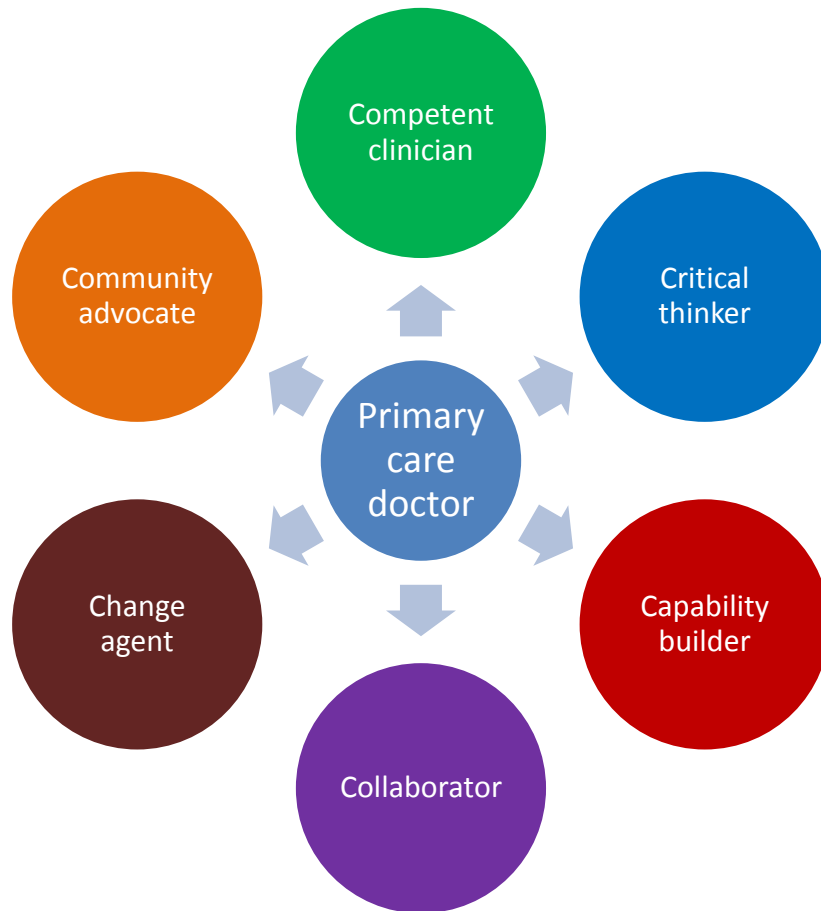 Competent
clinician
Community
advocate
Critical
thinker
Primary
care
doctor
Change
agent
Capability
builder
Collaborator